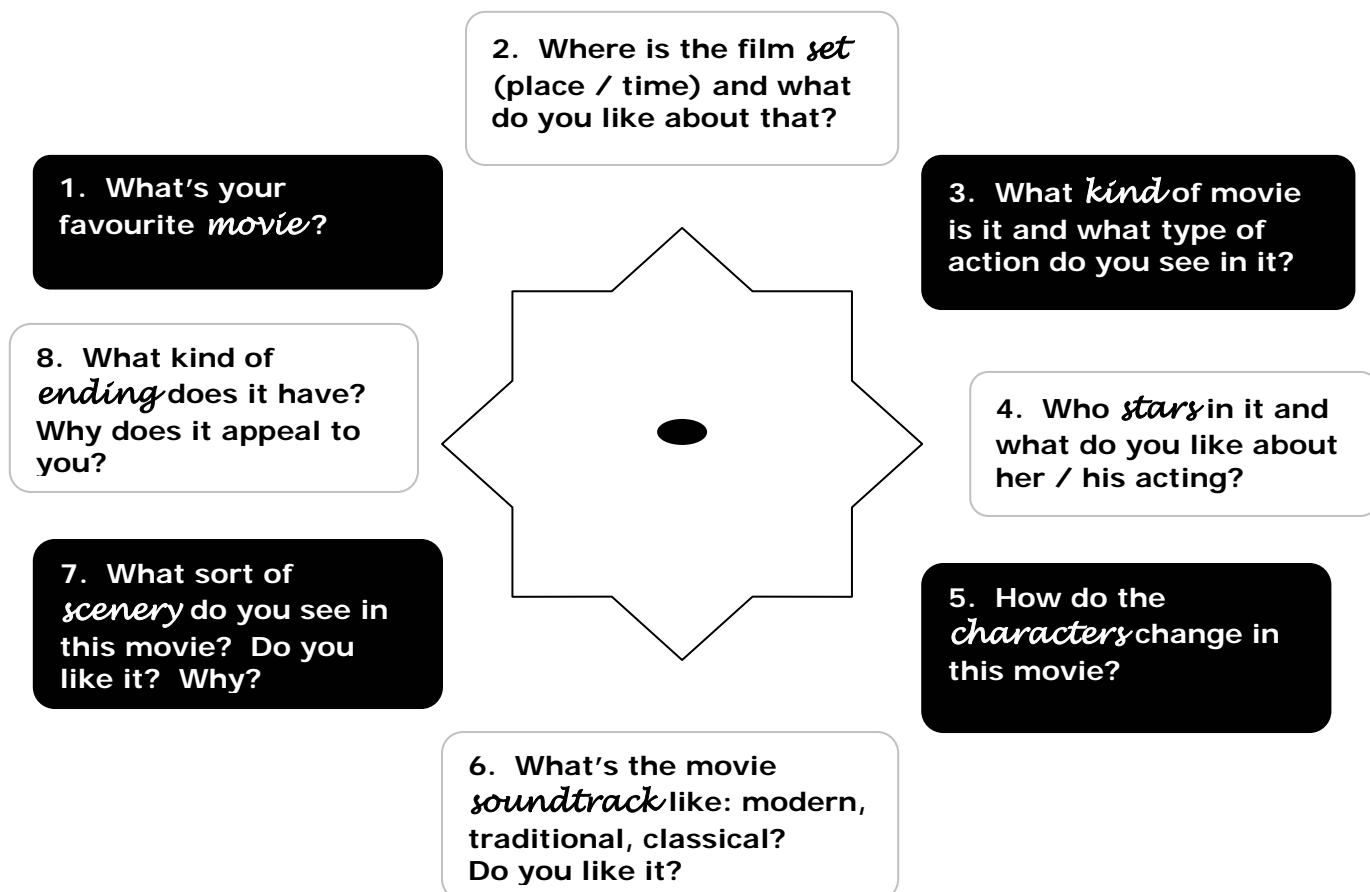 1. What's your
favourite movie?
2. Where is the film set
(place / time) and what
do you like about that?
3. What kind of movie
is it and what type of
action do you see in it?
4. Who stars in it and
what do you like about
her / his acting?
5. How do the
characters change in
this movie?
6. What's the movie
soundtrack like: modern,
traditional, classical?
Do you like it?
7. What sort of
scenery do you see in
this movie? Do you
like it? Why?
8. What kind of
ending does it have?
Why does it appeal to
you?